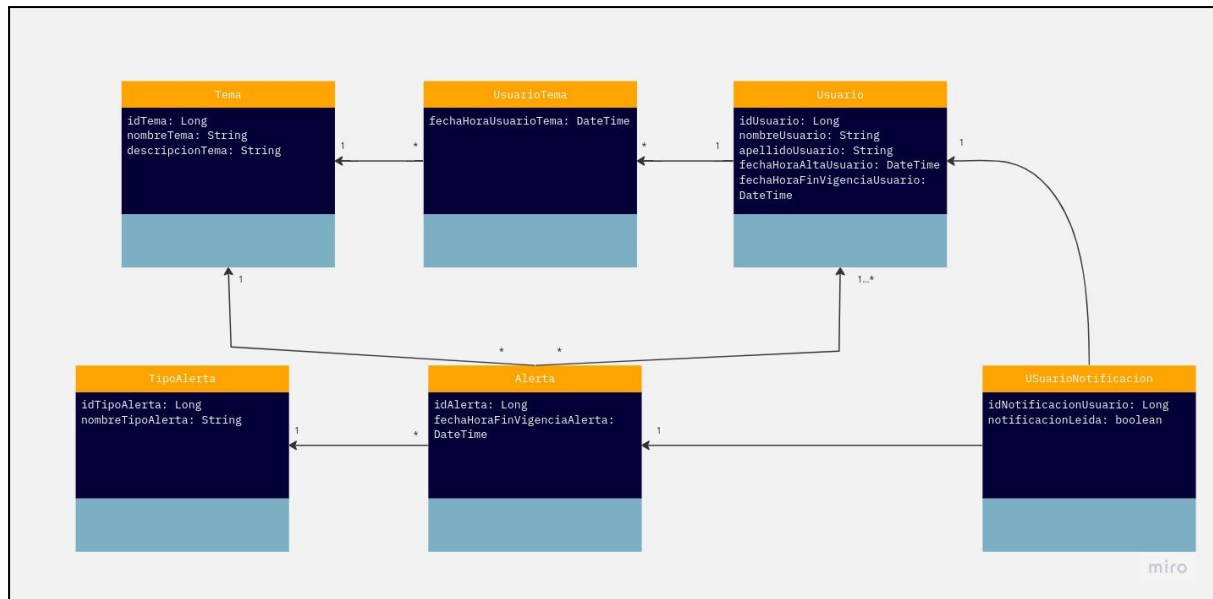 Tema
idTema: Long
nombreTema: String
descripcionTema: String
1
*
UsuarioTema
fechaHoraUsuarioTema: DateTime
*
1
Usuario
idUsuario: Long
nombreUsuario: String
apellidoUsuario: String
fechaHoraAltaUsuario: DateTime
fechaHoraFinVigenciaUsuario:
DateTime
1
1
1...*
*
*
TipoAlerta
idTipoAlerta: Long
nombreTipoAlerta: String
1
*
Alerta
idAlerta: Long
fechaHoraFinVigenciaAlerta:
DateTime
1
USuarioNotificacion
idNotificacionUsuario: Long
notificacionLeida: boolean
miro